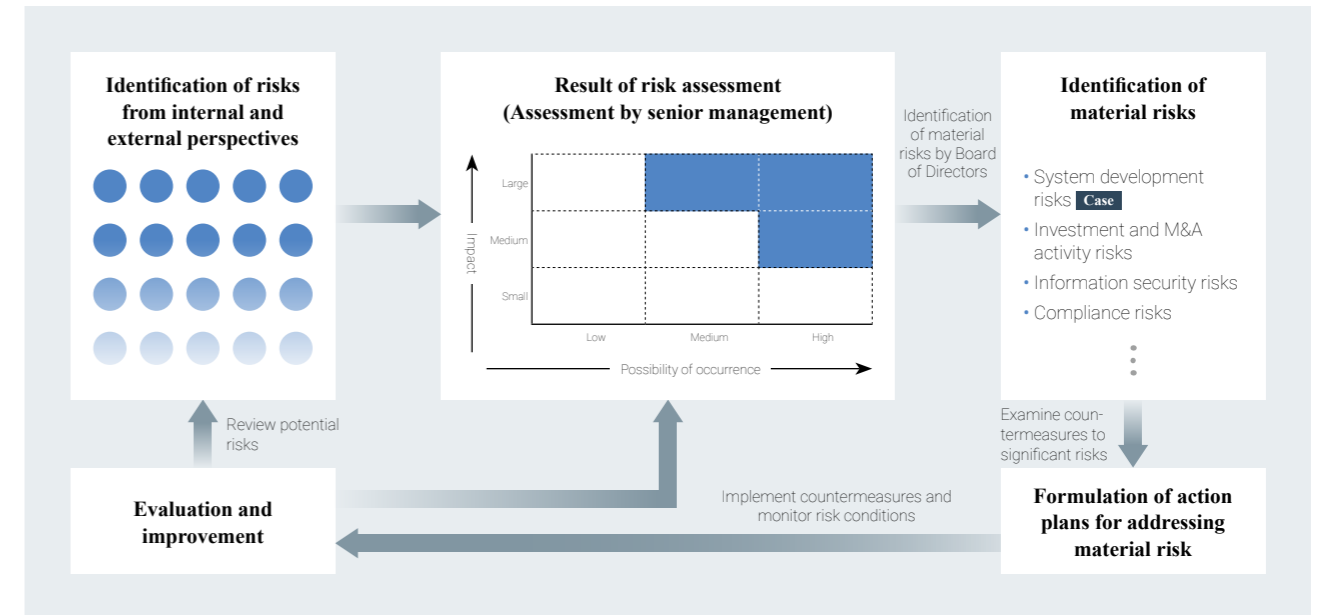 Identification of risks
from internal and
external perspectives
Result of risk assessment
(Assessment by senior management)
Impact
Large
Medium
Small
Low
Medium
High
Possibility of occurrence
Identification
of material
risks by Board
of Directors
Identification of
material risks
• System development
risks Case
• Investment and M&A
activity risks
• Information security risks
• Compliance risks
Examine coun-
termeasures to
significant risks
Formulation of action
plans for addressing
material risk
Implement countermeasures and
monitor risk conditions
Evaluation and
improvement
Review potential
risks